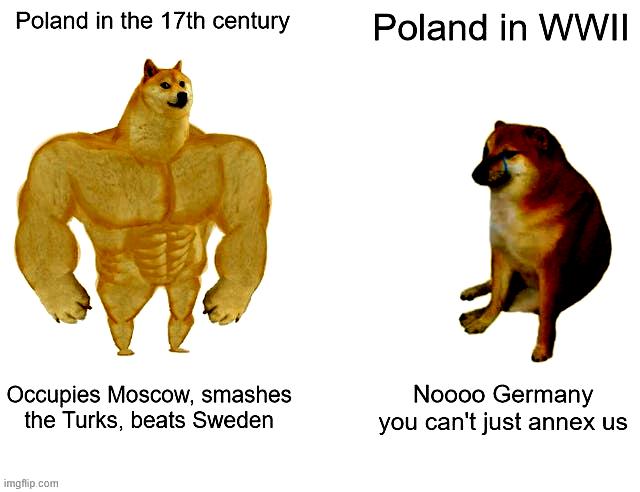 Poland in the 17th century
Poland in WWII
Occupies Moscow, smashes
the Turks, beats Sweden
Noooo Germany
you can't just annex us
imgflip.com